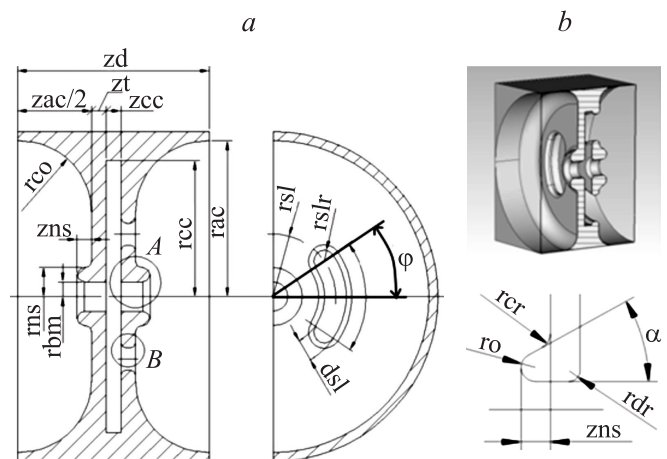 a
b
zd
zt
zac/2
zcc
rco
rcc
rac
zns
A
rns
rbm
B
rsl
rslr
φ
dsl
rcr
ro
α
rdr
zns